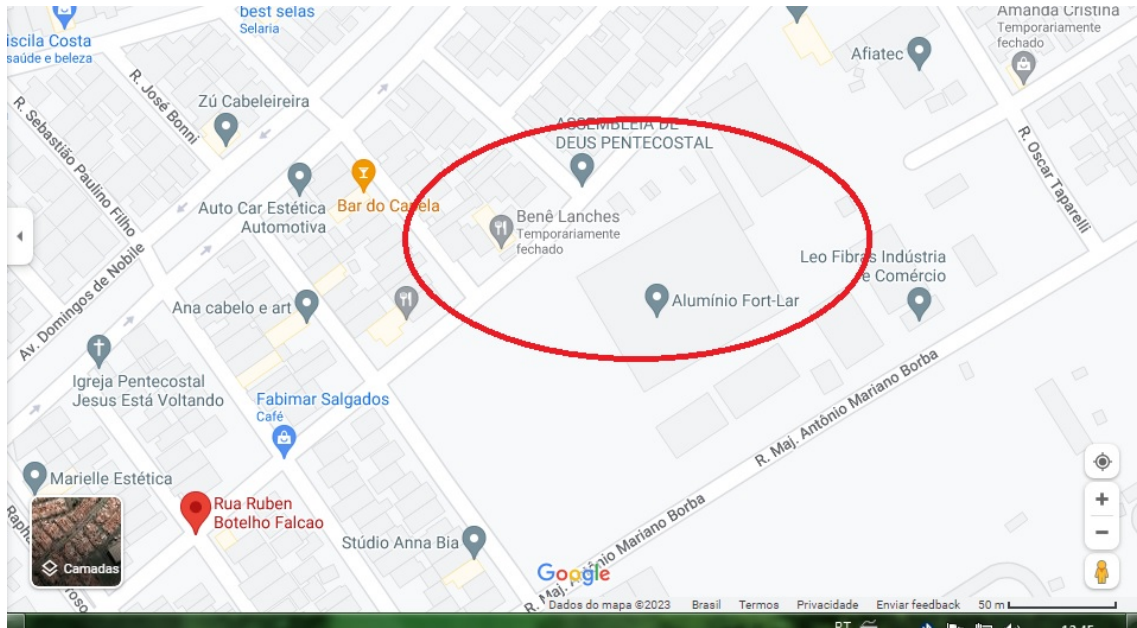 best selas
Selaria
Amanda Cristina
Temporariamente
fechado
iscila Costa
saúde e beleza
Afiatec
R. José Bonni
Zú Cabeleireira
R. Sebastião Paulino Filho
ASSEMBLEIA DE
DEUS PENTECOSTAL
R. Oscar Taparelli
Auto Car Estética
Automotiva
Bar do Capela
Benê Lanches
Temporariamente
fechado
Leo Fibras Indústria
e Comércio
Av. Domingos de Nobile
Ana cabelo e art
Alumínio Fort-Lar
Igreja Pentecostal
Jesus Está Voltando
Fabimar Salgados
Café
R. Maj. Antônio Mariano Borba
Marielle Estética
Rua Ruben
Botelho Falcao
Stúdio Anna Bia
R. Maj. Antônio Mariano Borba
Camadas
Google
Dados do mapa ©2023 Brasil Termos Privacidade Enviar feedback 50 m
PT